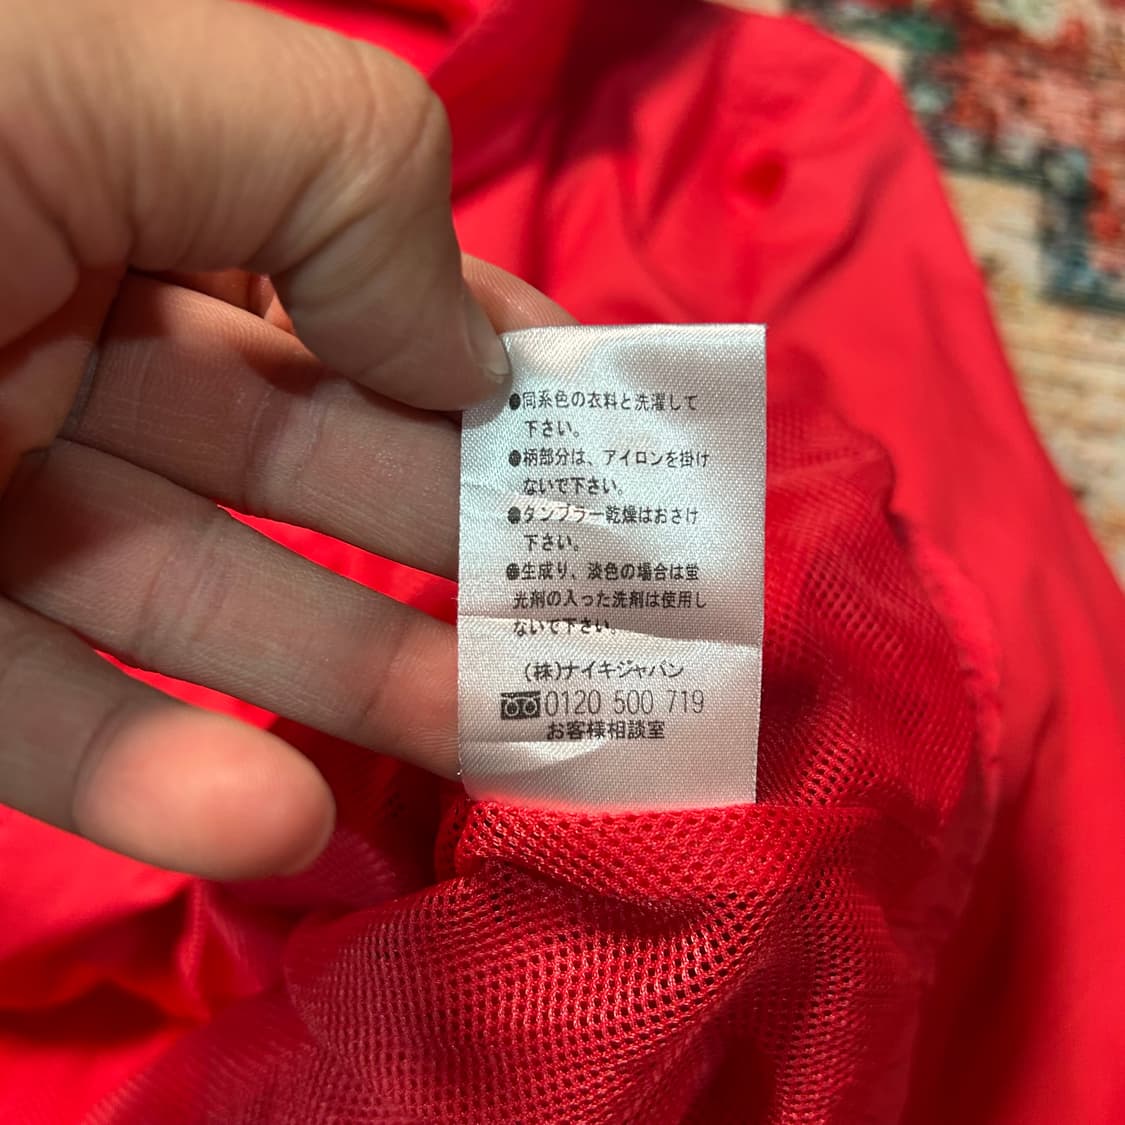 ●同系色の衣料と洗濯して
下さい。
●柄部分は、アイロンを掛け
ないで下さい。
●タンブラー乾燥はおさけ
下さい。
●生成り、淡色の場合は蛍
光剤の入った洗剤は使用し
ないで下さい。
(株)ナイキジャパン
0120 500 719
お客様相談室